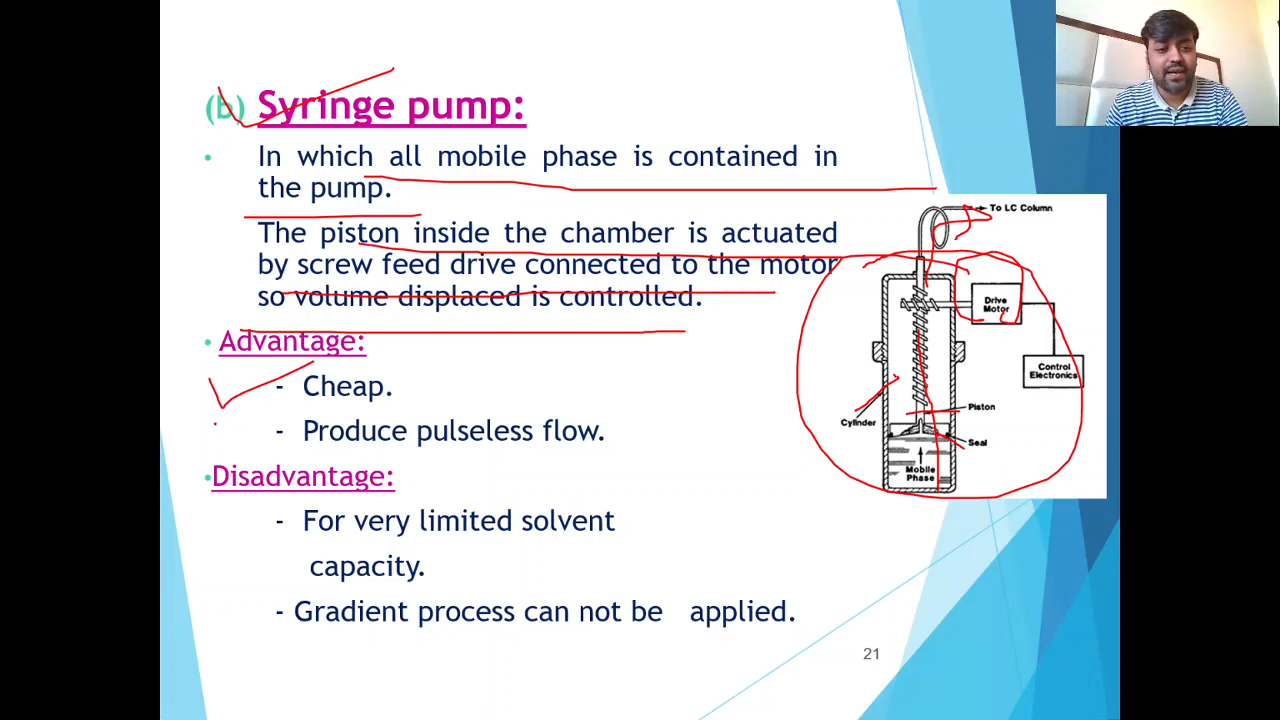 (b) Syringe pump:
• In which all mobile phase is contained in
the pump.
The piston inside the chamber is actuated
by screw feed drive connected to the motor
so volume displaced is controlled.
• Advantage:
- Cheap.
- Produce pulseless flow.
•Disadvantage:
- For very limited solvent
capacity.
- Gradient process can not be applied.
To LC Column
Drive
Motor
Control
Electronics
Piston
Cylinder
Seal
Mobile
Phase
21